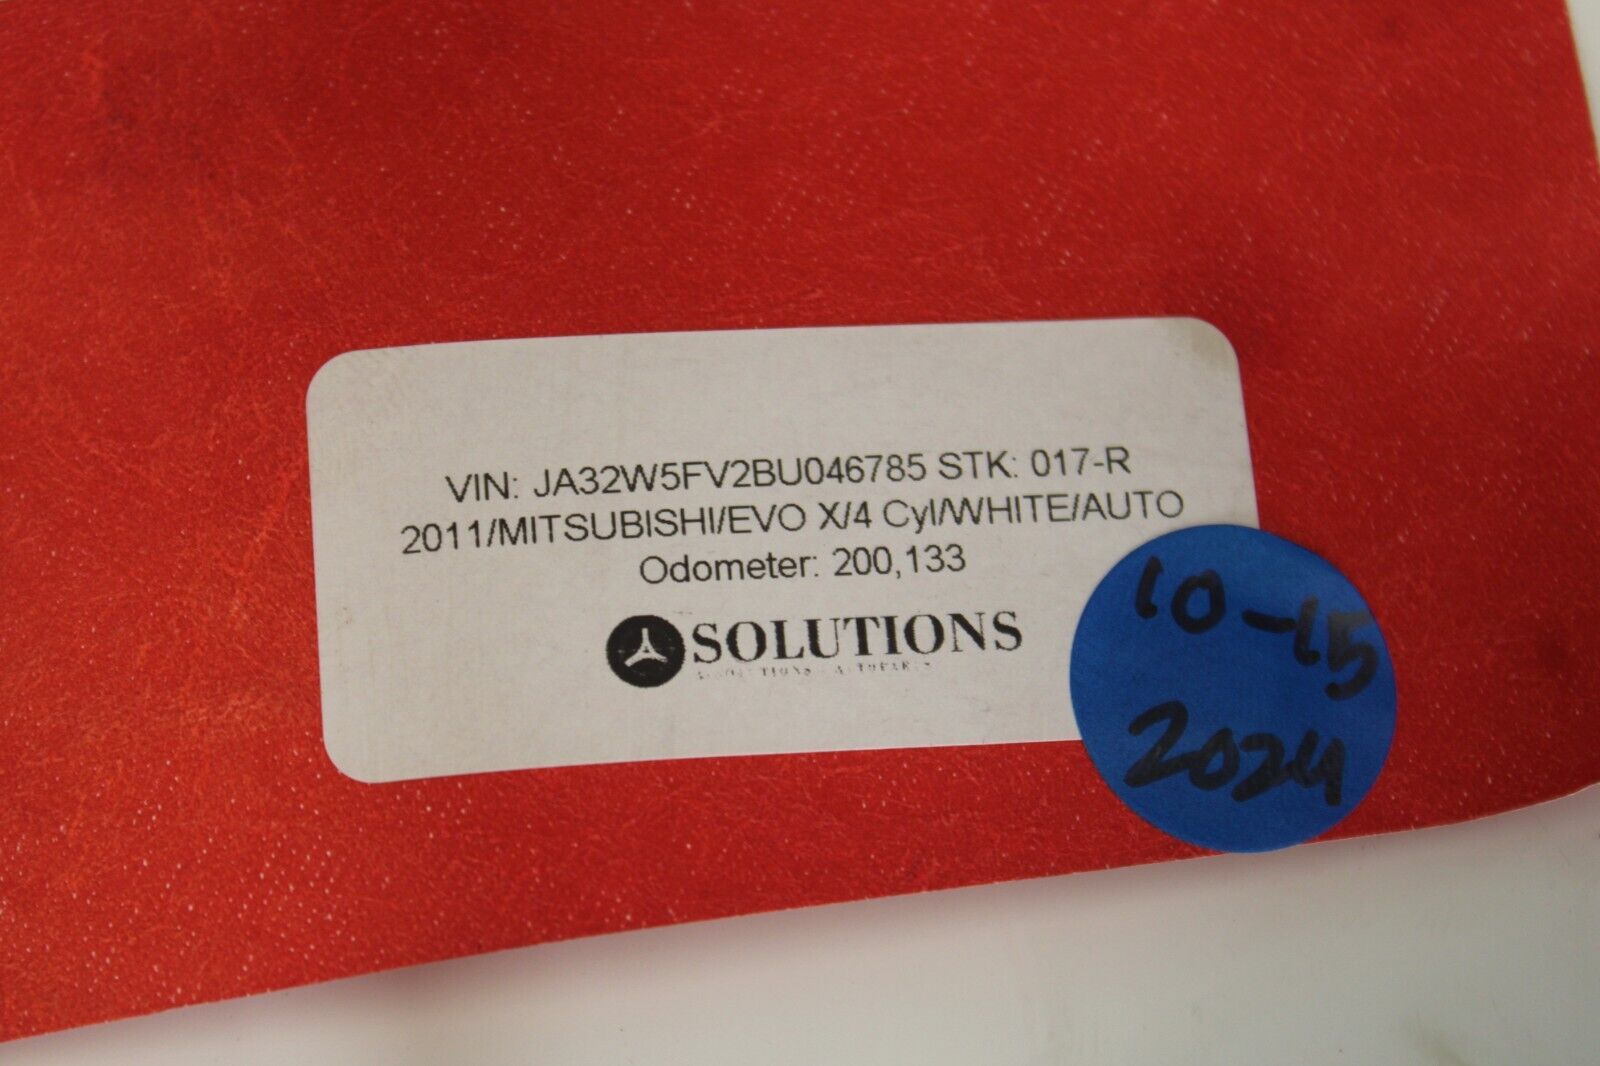 VIN: JA32W5FV2BU046785 STK: 017-R
2011/MITSUBISHI/EVO X/4 Cyl/WHITE/AUTO
Odometer: 200,133
SOLUTIONS
10-15
2024